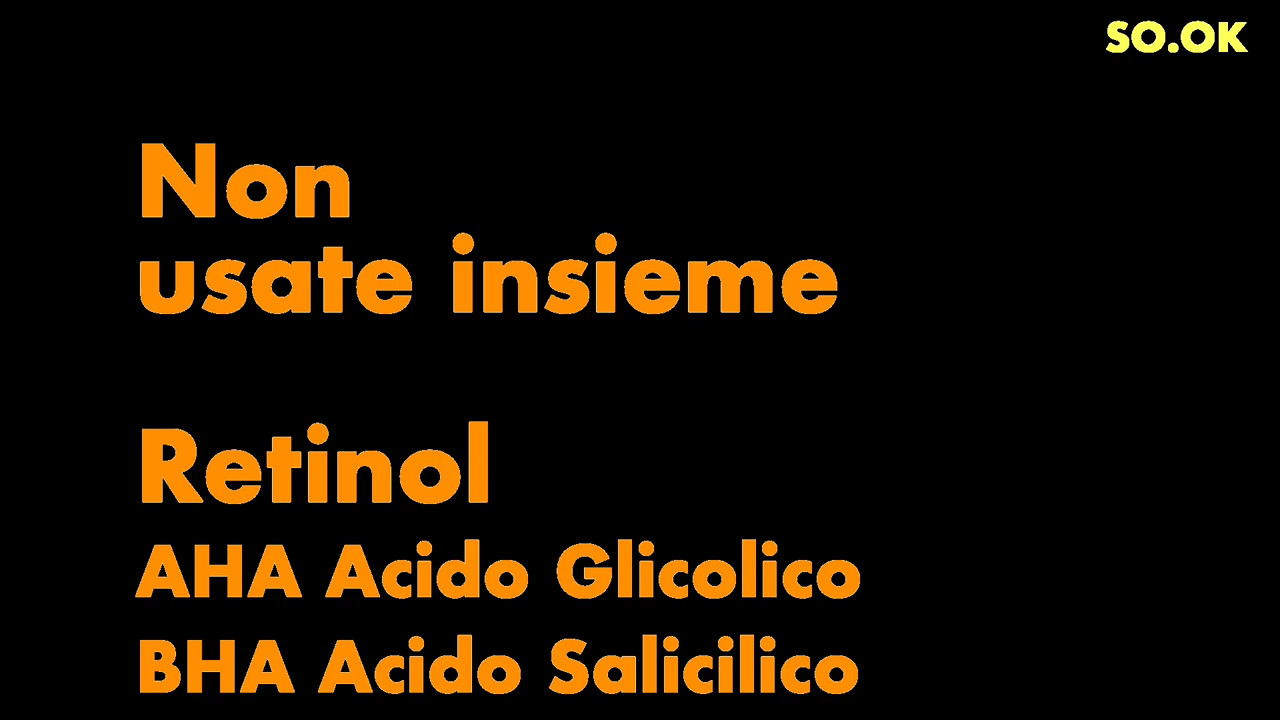 SO.OK
Non
usate insieme
Retinol
AHA Acido Glicolico
BHA Acido Salicilico